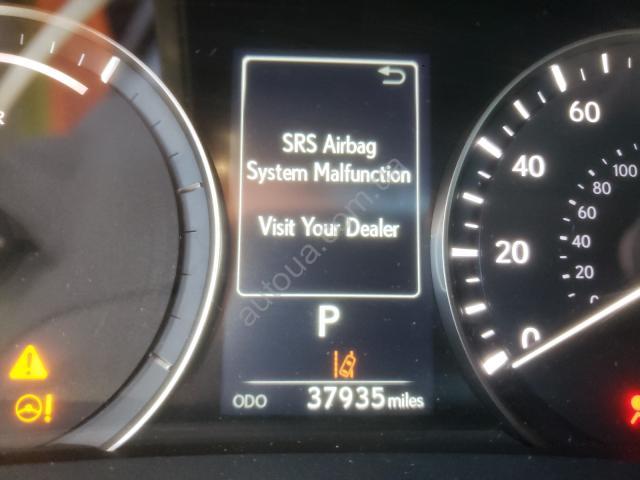 R
SRS Airbag
System Malfunction
Visit Your Dealer
P
ODO 37935 miles
60
40
20
0
100
80
60
40
20
0
autoua.com.ua